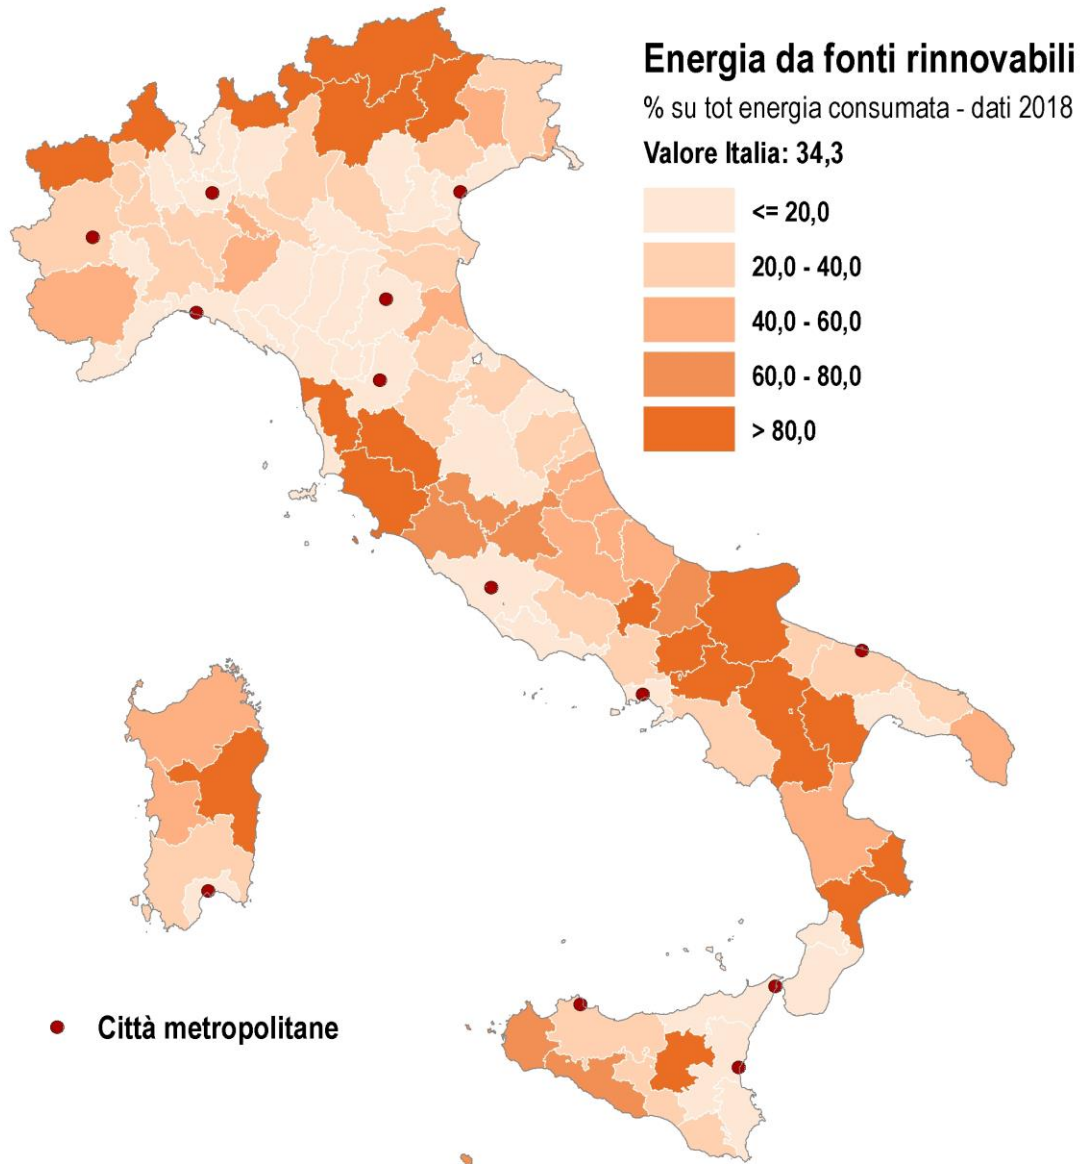 Energia da fonti rinnovabili
% su tot energia consumata - dati 2018
Valore Italia: 34,3
<= 20,0
20,0 - 40,0
40,0 - 60,0
60,0 - 80,0
> 80,0
Città metropolitane